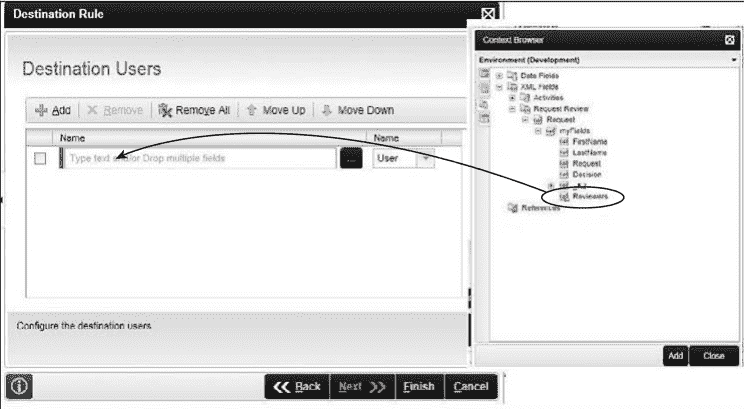 Destination Rule
Destination Users
Add Remove Remove All Move Up Move Down
Name Name
Type text and/or Drop multiple fields ... User
Configure the destination users
Back Next Finish Cancel
Context Browser
Environment (Development)
Data Fields
XML Fields
Activities
Request Review
Request
myFields
FirstName
LastName
Request
Decision
Reviewers
References
Add Close